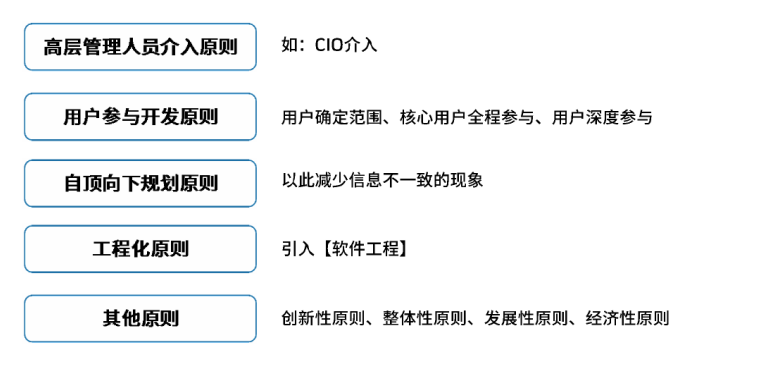 高层管理人员介入原则 如：CIO介入
用户参与开发原则 用户确定范围、核心用户全程参与、用户深度参与
自顶向下规划原则 以此减少信息不一致的现象
工程化原则 引入【软件工程】
其他原则 创新性原则、整体性原则、发展性原则、经济性原则